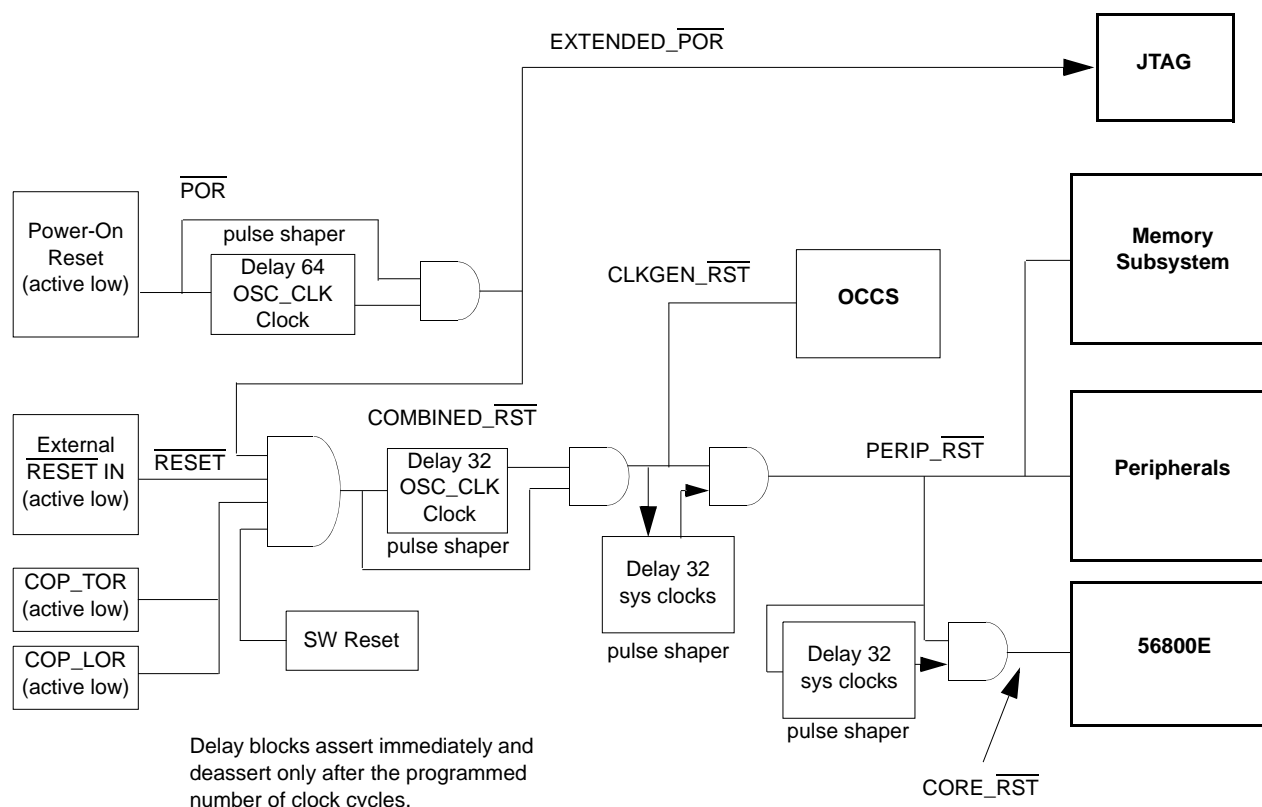 EXTENDED_POR
JTAG
POR
Power-On
Reset
(active low)
pulse shaper
Delay 64
OSC_CLK
Clock
Memory
Subsystem
CLKGEN_RST
OCCS
COMBINED_RST
External
RESET IN
(active low)
RESET
Delay 32
OSC_CLK
Clock
pulse shaper
PERIP_RST
Peripherals
COP_TOR
(active low)
SW Reset
Delay 32
sys clocks
pulse shaper
COP_LOR
(active low)
Delay 32
sys clocks
pulse shaper
56800E
Delay blocks assert immediately and
deassert only after the programmed
number of clock cycles.
CORE_RST